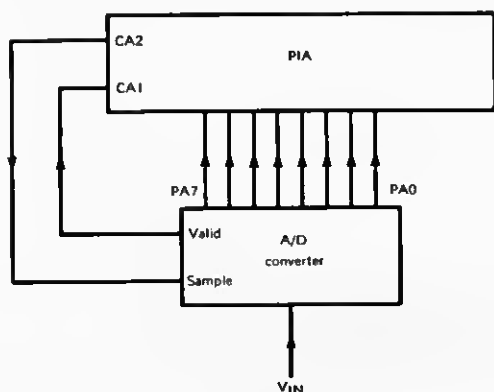 CA2
PIA
CA1
PA7
PA0
Valid
A/D
converter
Sample
VIN